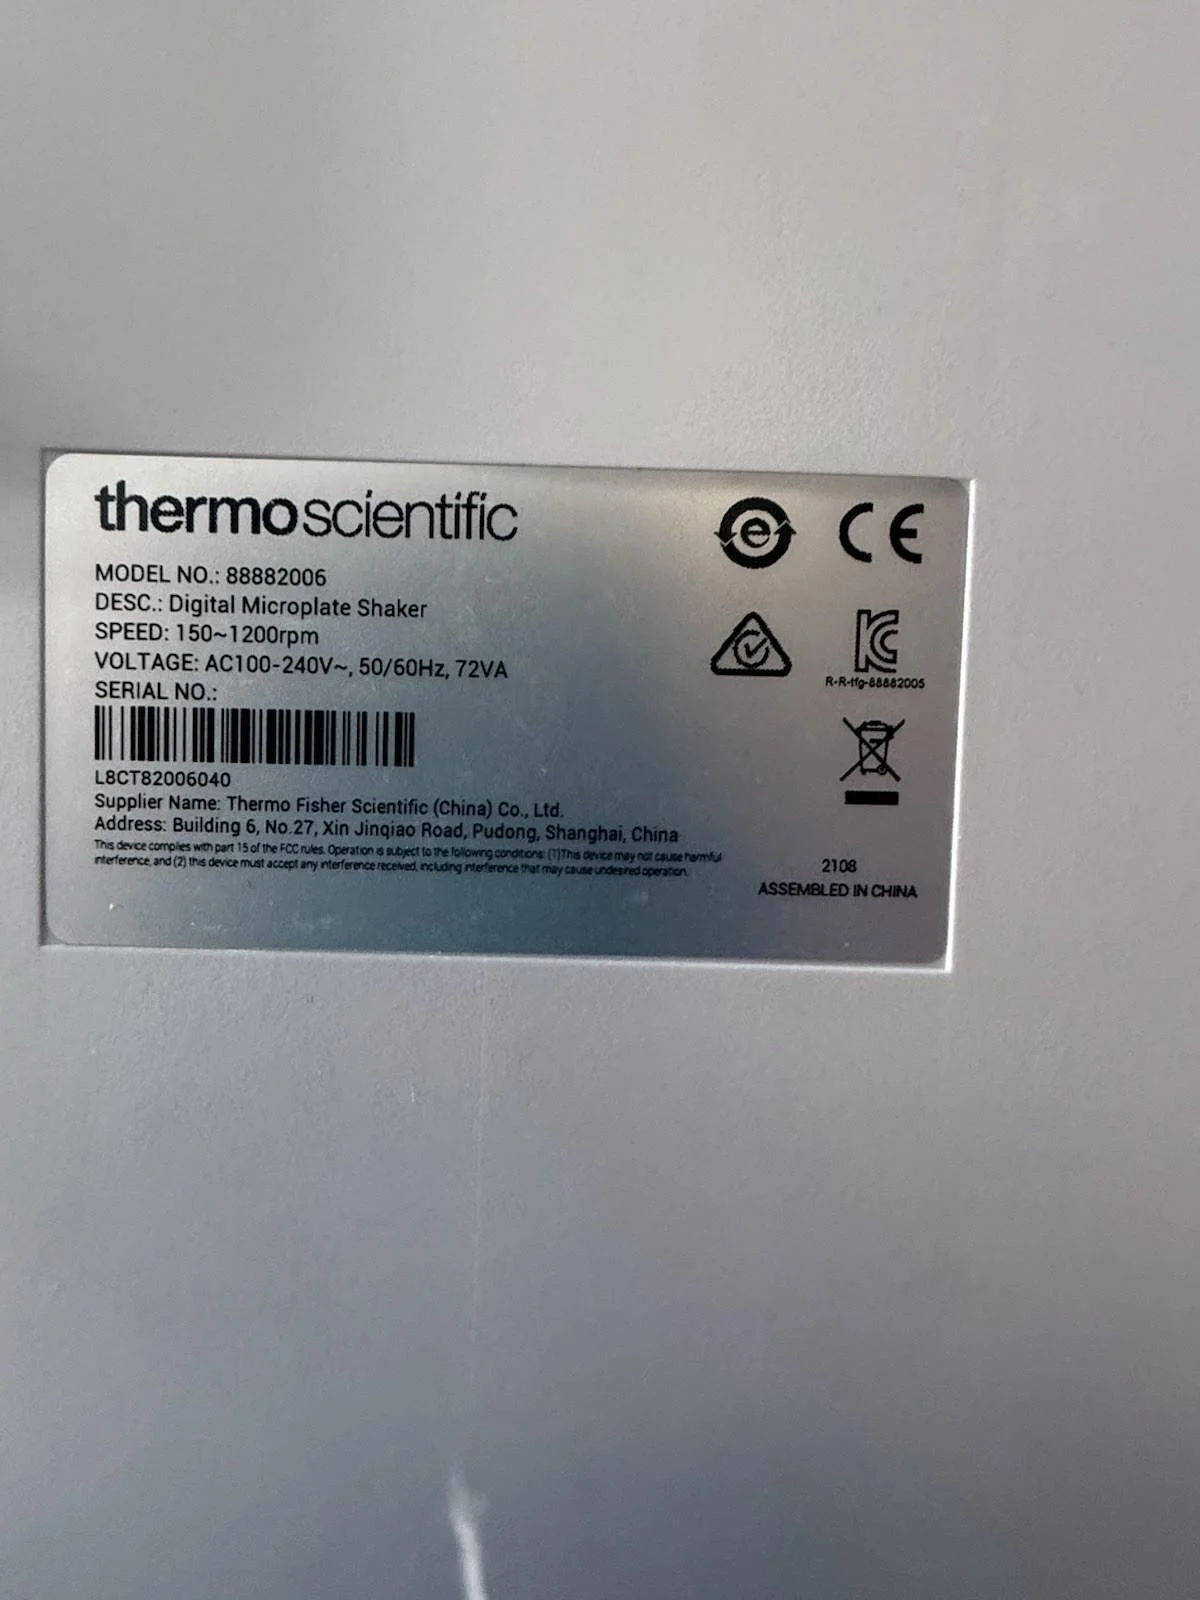 thermoscientific
MODEL NO.: 88882006
DESC.: Digital Microplate Shaker
SPEED: 150~1200rpm
VOLTAGE: AC100-240V~, 50/60Hz, 72VA
SERIAL NO.:
L8CT82006040
Supplier Name: Thermo Fisher Scientific (China) Co., Ltd.
Address: Building 6, No.27, Xin Jinqiao Road, Pudong, Shanghai, China
This device complies with part 15 of the FCC rules. Operation is subject to the following conditions: (1)This device may not cause harmful
interference, and (2) this device must accept any interference received, including interference that may cause undesired operation.
e
CE
R-R-tfg-88882005
2108
ASSEMBLED IN CHINA